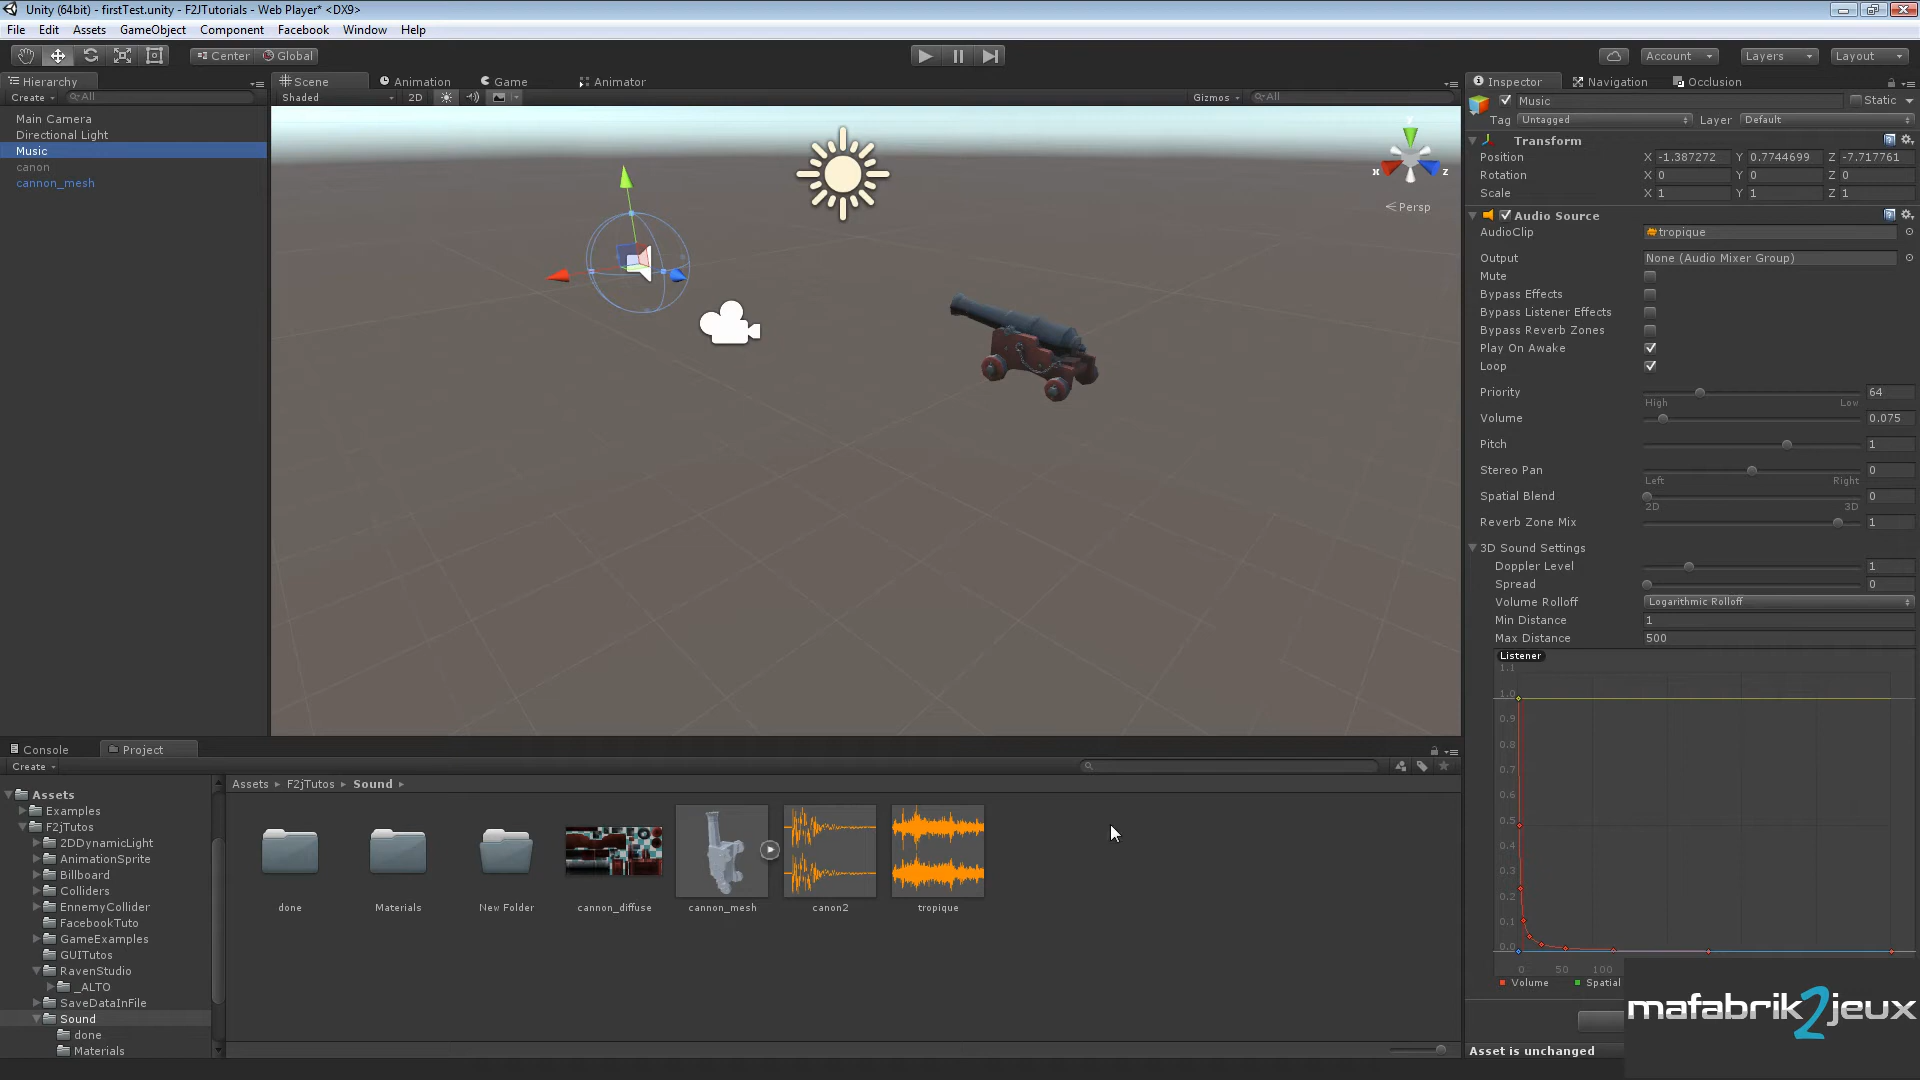 Unity (64bit) - firstTest.unity - F2JTutorials - Web Player* <DX9>
File Edit Assets GameObject Component Facebook Window Help
Center Global Account Layers Layout
Hierarchy
Create All
Main Camera
Directional Light
Music
canon
cannon_mesh
Scene Animation Game Animator
Shaded 2D Gizmos All
y
x
z
Persp
Inspector Navigation Occlusion
Music Static
Tag Untagged Layer Default
Transform
Position X -1.387272 Y 0.7744699 Z -7.717761
Rotation X 0 Y 0 Z 0
Scale X 1 Y 1 Z 1
Audio Source
AudioClip tropique
Output None (Audio Mixer Group)
Mute
Bypass Effects
Bypass Listener Effects
Bypass Reverb Zones
Play On Awake
Loop
Priority 64
High Low
Volume 0.075
Pitch 1
Stereo Pan 0
Left Right
Spatial Blend 0
2D 3D
Reverb Zone Mix 1
3D Sound Settings
Doppler Level 1
Spread 0
Volume Rolloff Logarithmic Rolloff
Min Distance 1
Max Distance 500
Listener
1.1
1.0
0.9
0.8
0.7
0.6
0.5
0.4
0.3
0.2
0.1
0.0
0 50 100
Volume Spatial
Asset is unchanged
mafabrik2jeux
Console Project
Create
Assets
Examples
F2jTutos
2DDynamicLight
AnimationSprite
Billboard
Colliders
EnnemyCollider
FacebookTuto
GameExamples
GUITutos
RavenStudio
_ALTO
SaveDataInFile
Sound
done
Materials
Assets F2jTutos Sound
done Materials New Folder cannon_diffuse cannon_mesh canon2 tropique